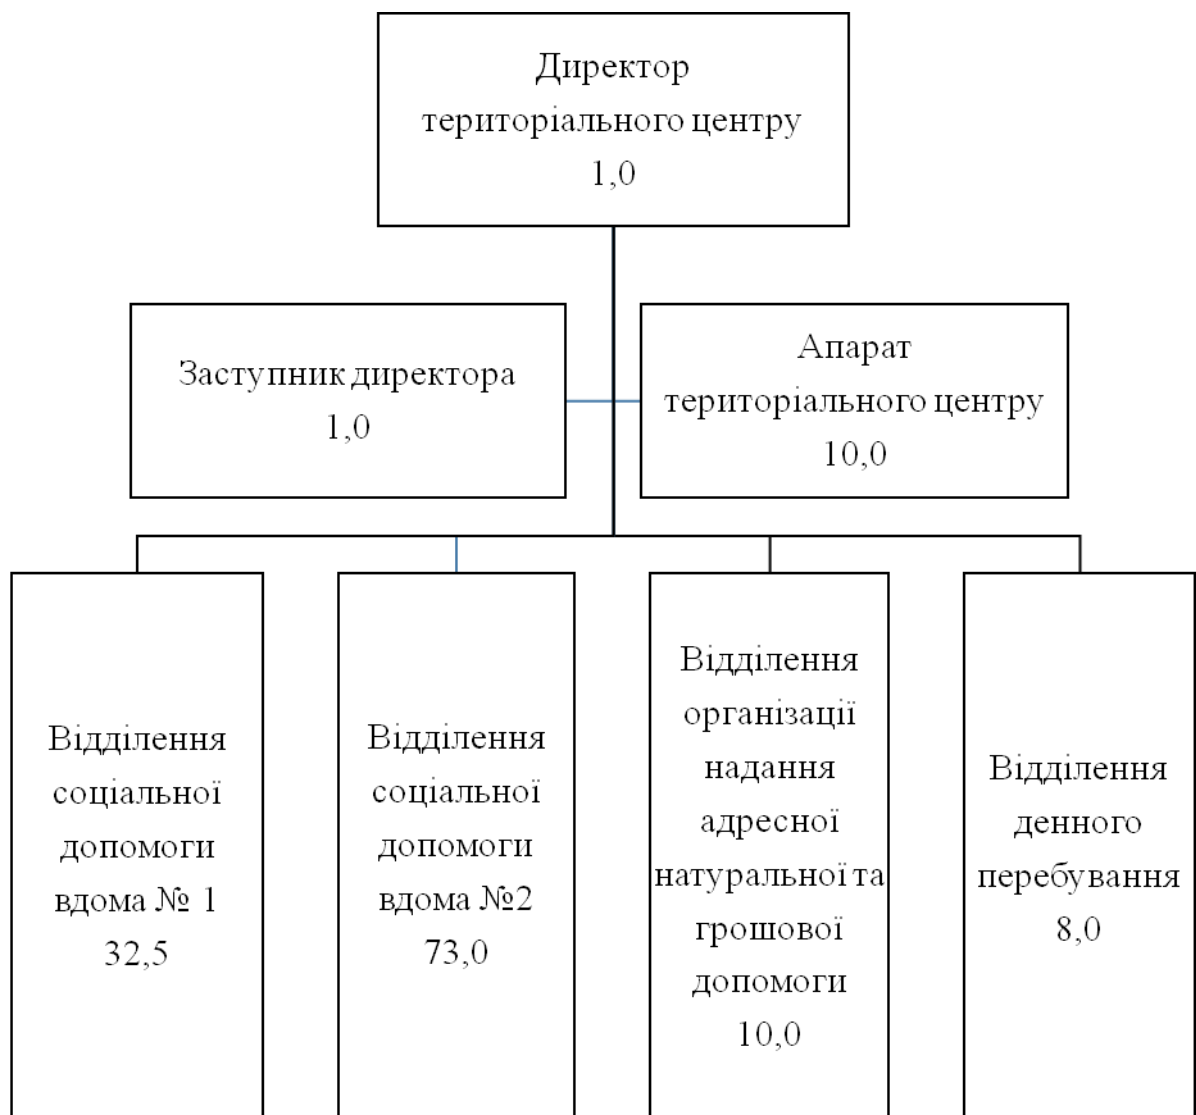 Директор
територіального центру
1,0
Заступник директора
1,0
Апарат
територіального центру
10,0
Відділення
соціальної
допомоги
вдома № 1
32,5
Відділення
соціальної
допомоги
вдома №2
73,0
Відділення
організації
надання
адресної
натуральної та
грошової
допомоги
10,0
Відділення
денного
перебування
8,0